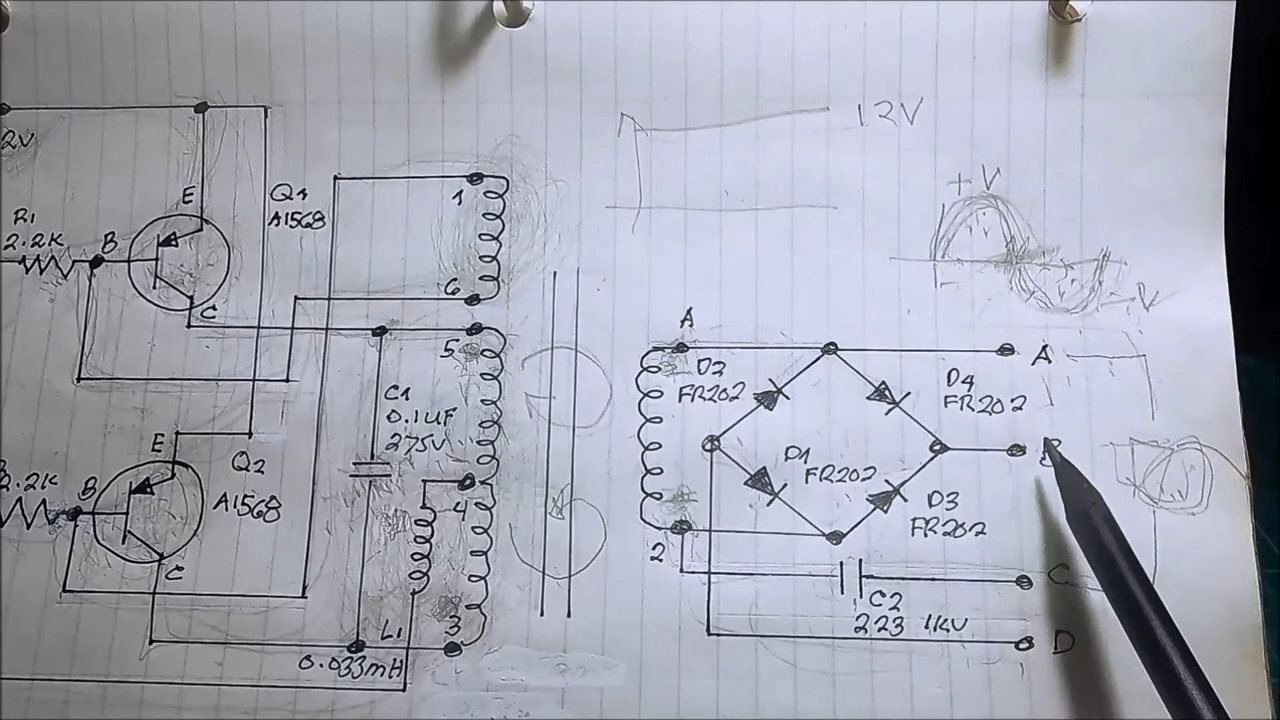 12V
+V
-V
2V
E
Q1
A1568
R1
2.2K
B
C
1
6
5
4
3
C1
0.1UF
275V
E
Q2
A1568
2.2K
B
C
L1
0.033mH
A
2
D2
FR202
D4
FR202
D1
FR202
D3
FR202
C2
223 1KV
A
B
C
D